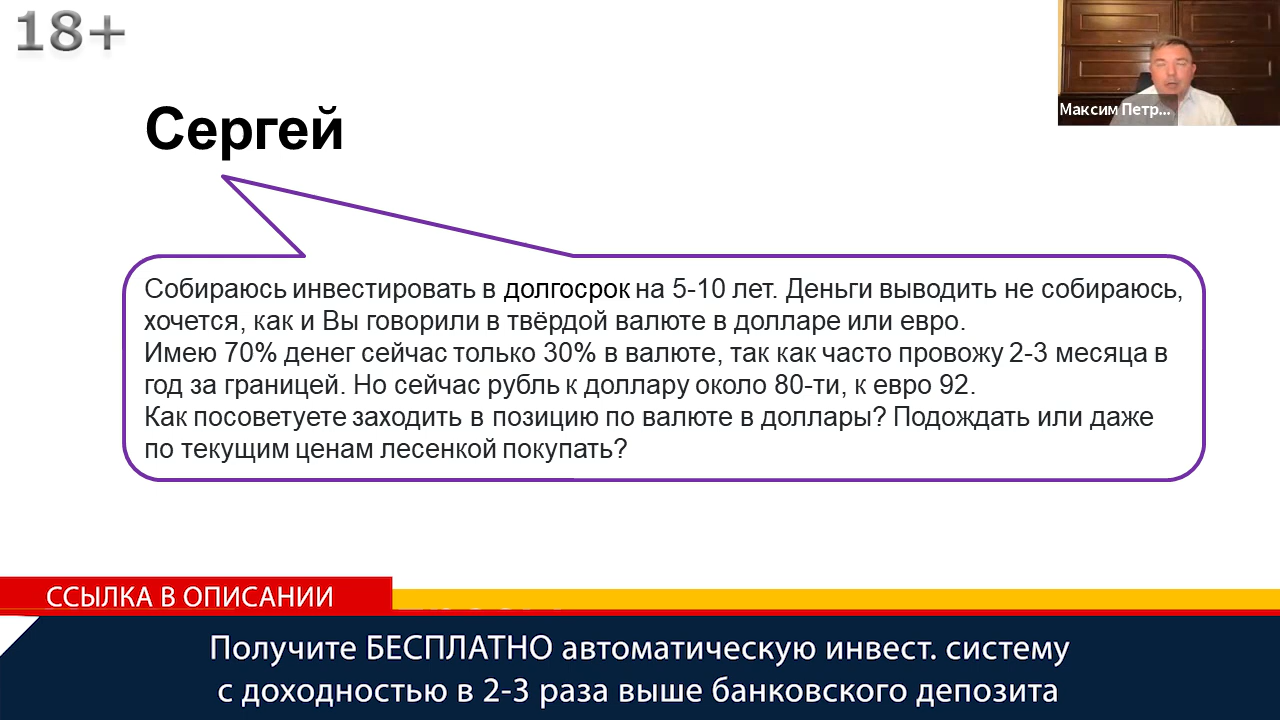 18+
Максим Петр...
Сергей
Собираюсь инвестировать в долгосрок на 5-10 лет. Деньги выводить не собираюсь,
хочется, как и Вы говорили в твёрдой валюте в долларе или евро.
Имею 70% денег сейчас только 30% в валюте, так как часто провожу 2-3 месяца в
год за границей. Но сейчас рубль к доллару около 80-ти, к евро 92.
Как посоветуете заходить в позицию по валюте в доллары? Подождать или даже
по текущим ценам лесенкой покупать?
ССЫЛКА В ОПИСАНИИ
Получите БЕСПЛАТНО автоматическую инвест. систему
с доходностью в 2-3 раза выше банковского депозита